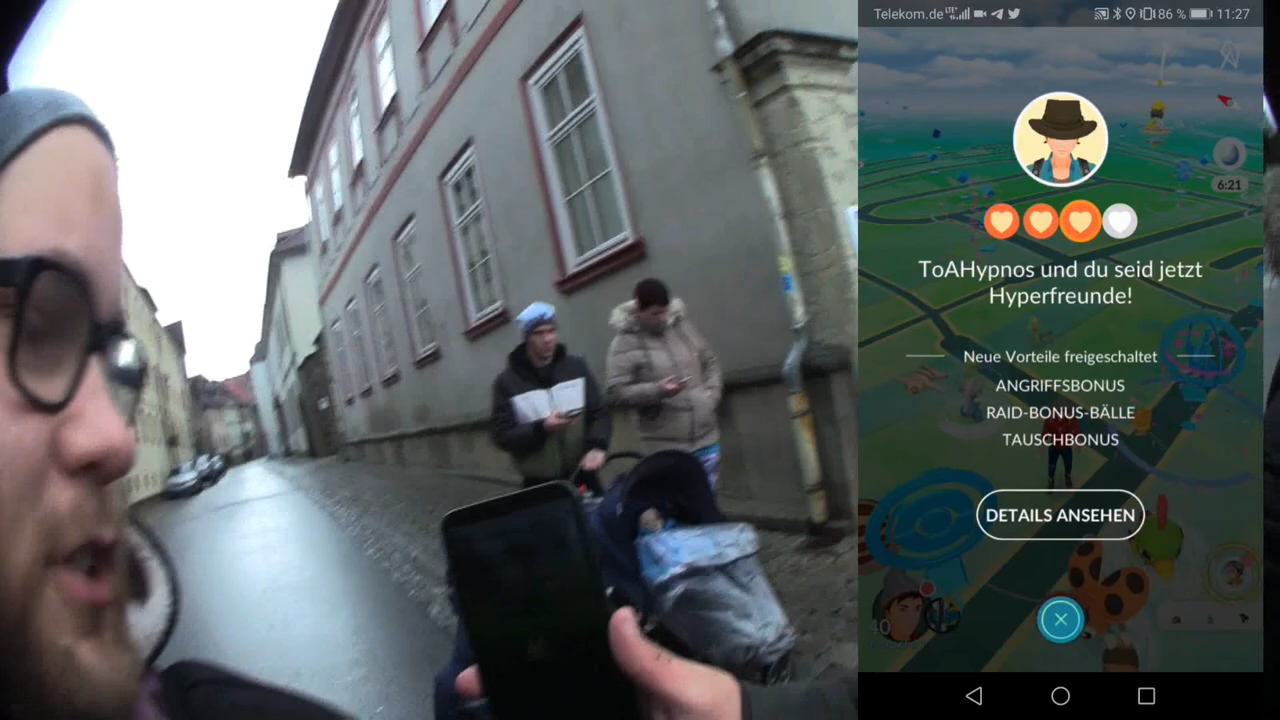 Telekom.de LTE 86 % 11:27
6:21
ToAHypnos und du seid jetzt
Hyperfreunde!
Neue Vorteile freigeschaltet
ANGRIFFSBONUS
RAID-BONUS-BÄLLE
TAUSCHBONUS
DETAILS ANSEHEN